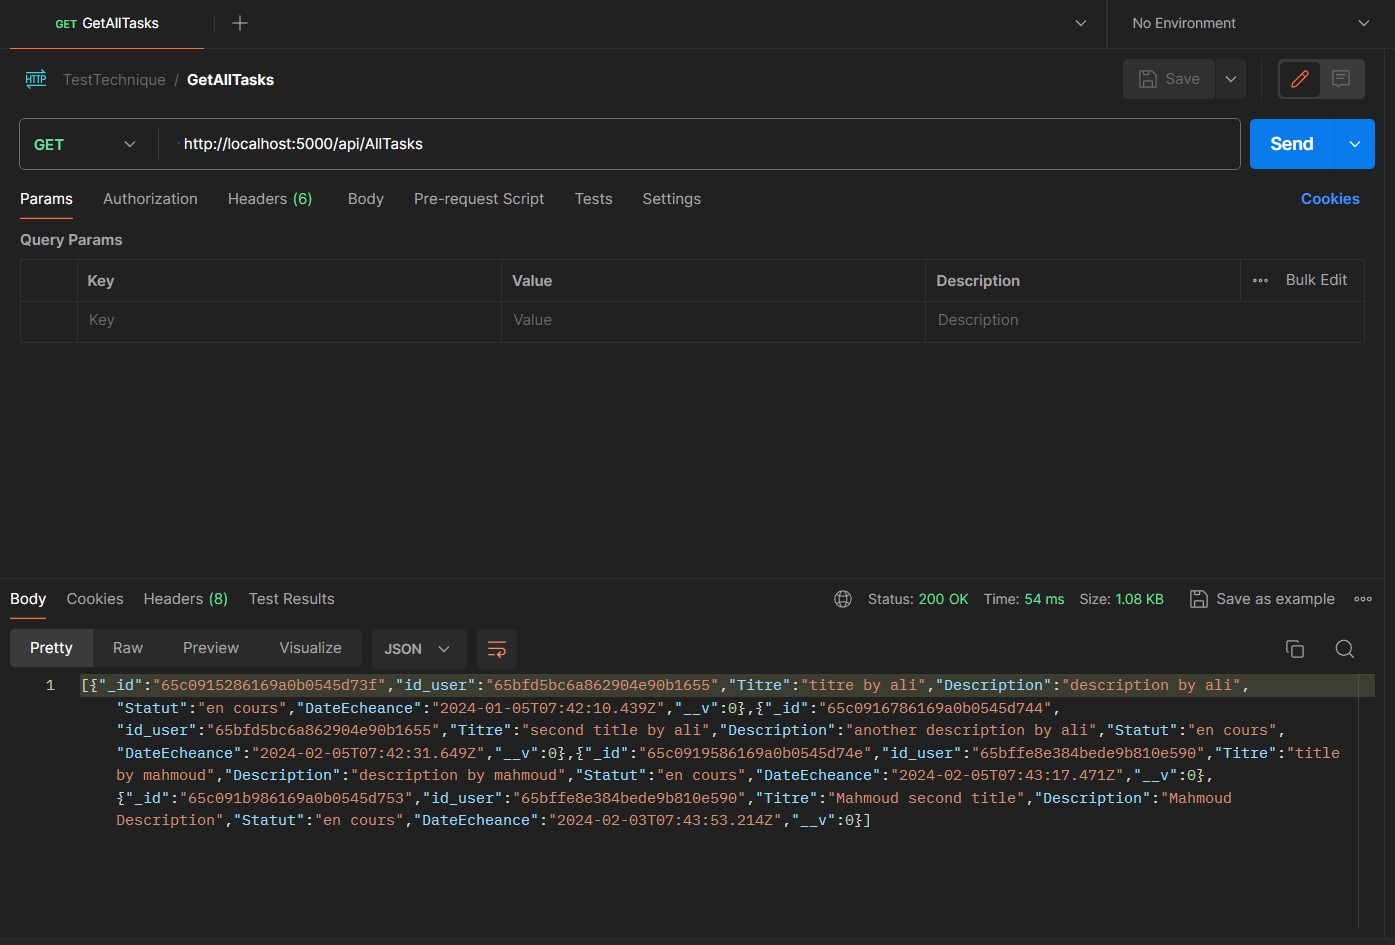 GET GetAllTasks
No Environment
HTTP TestTechnique / GetAllTasks
Save
GET http://localhost:5000/api/AllTasks
Send
Params Authorization Headers (6) Body Pre-request Script Tests Settings
Cookies
Query Params
Key Value Description Bulk Edit
Key Value Description
Body Cookies Headers (8) Test Results
Status: 200 OK Time: 54 ms Size: 1.08 KB Save as example
Pretty Raw Preview Visualize JSON
1 [{"_id":"65c0915286169a0b0545d73f","id_user":"65bfd5bc6a862904e90b1655","Titre":"titre by ali","Description":"description by ali",
"Statut":"en cours","DateEcheance":"2024-01-05T07:42:10.439Z","__v":0},{"_id":"65c0916786169a0b0545d744",
"id_user":"65bfd5bc6a862904e90b1655","Titre":"second title by ali","Description":"another description by ali","Statut":"en cours",
"DateEcheance":"2024-02-05T07:42:31.649Z","__v":0},{"_id":"65c0919586169a0b0545d74e","id_user":"65bffe8e384bede9b810e590","Titre":"title
by mahmoud","Description":"description by mahmoud","Statut":"en cours","DateEcheance":"2024-02-05T07:43:17.471Z","__v":0},
{"_id":"65c091b986169a0b0545d753","id_user":"65bffe8e384bede9b810e590","Titre":"Mahmoud second title","Description":"Mahmoud
Description","Statut":"en cours","DateEcheance":"2024-02-03T07:43:53.214Z","__v":0}]